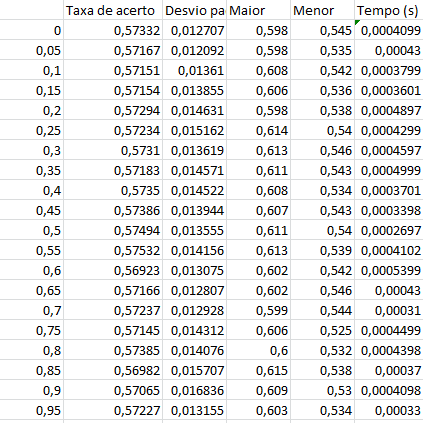 Taxa de acerto Desvio pa Maior Menor Tempo (s)
0 0,57332 0,012707 0,598 0,545 0,0004099
0,05 0,57167 0,012092 0,598 0,535 0,00043
0,1 0,57151 0,01361 0,608 0,542 0,0003799
0,15 0,57154 0,013855 0,606 0,536 0,0003601
0,2 0,57294 0,014631 0,598 0,538 0,0004897
0,25 0,57234 0,015162 0,614 0,54 0,0004299
0,3 0,5731 0,013619 0,613 0,546 0,0004597
0,35 0,57183 0,014571 0,611 0,543 0,0004999
0,4 0,5735 0,014522 0,608 0,534 0,0003701
0,45 0,57386 0,013944 0,607 0,543 0,0003398
0,5 0,57494 0,013555 0,611 0,54 0,0002697
0,55 0,57532 0,014156 0,613 0,539 0,0004102
0,6 0,56923 0,013075 0,602 0,542 0,0005399
0,65 0,57166 0,012807 0,602 0,546 0,00043
0,7 0,57237 0,012928 0,599 0,544 0,00031
0,75 0,57145 0,014312 0,606 0,525 0,0004499
0,8 0,57385 0,014076 0,6 0,532 0,0004398
0,85 0,56982 0,015707 0,615 0,538 0,00037
0,9 0,57065 0,016836 0,609 0,53 0,0004098
0,95 0,57227 0,013155 0,603 0,534 0,00033